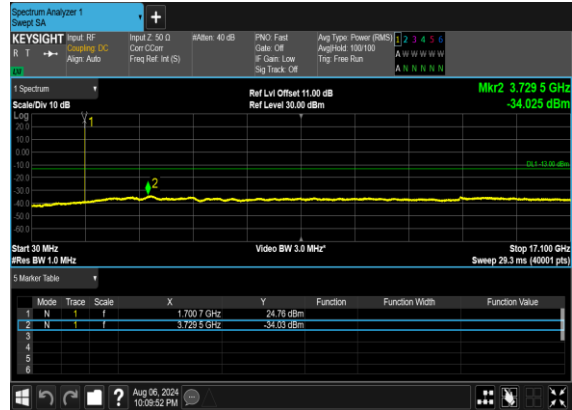 Spectrum Analyzer 1
Swept SA
+
KEYSIGHT Input: RF Input Z: 50 Ω #Atten: 40 dB PNO: Fast Avg Type: Power (RMS) 1 2 3 4 5 6
R T Coupling: DC Corr CCorr Gate: Off Avg|Hold: 100/100 A W W W W W
Align: Auto Freq Ref: Int (S) IF Gain: Low Trig: Free Run
Sig Track: Off A N N N N N
1 Spectrum Ref Lvl Offset 11.00 dB Mkr2 3.729 5 GHz
Scale/Div 10 dB Ref Level 30.00 dBm -34.025 dBm
Log
1
20.0
10.0
0.00
-10.0
DL1 -13.00 dBm
-20.0
2
-30.0
-40.0
-50.0
-60.0
Start 30 MHz Video BW 3.0 MHz* Stop 17.100 GHz
#Res BW 1.0 MHz Sweep 29.3 ms (40001 pts)
5 Marker Table
Mode Trace Scale X Y Function Function Width Function Value
1 N 1 f 1.700 7 GHz 24.76 dBm
2 N 1 f 3.729 5 GHz -34.03 dBm
3
4
5
6
? Aug 06, 2024
10:09:52 PM